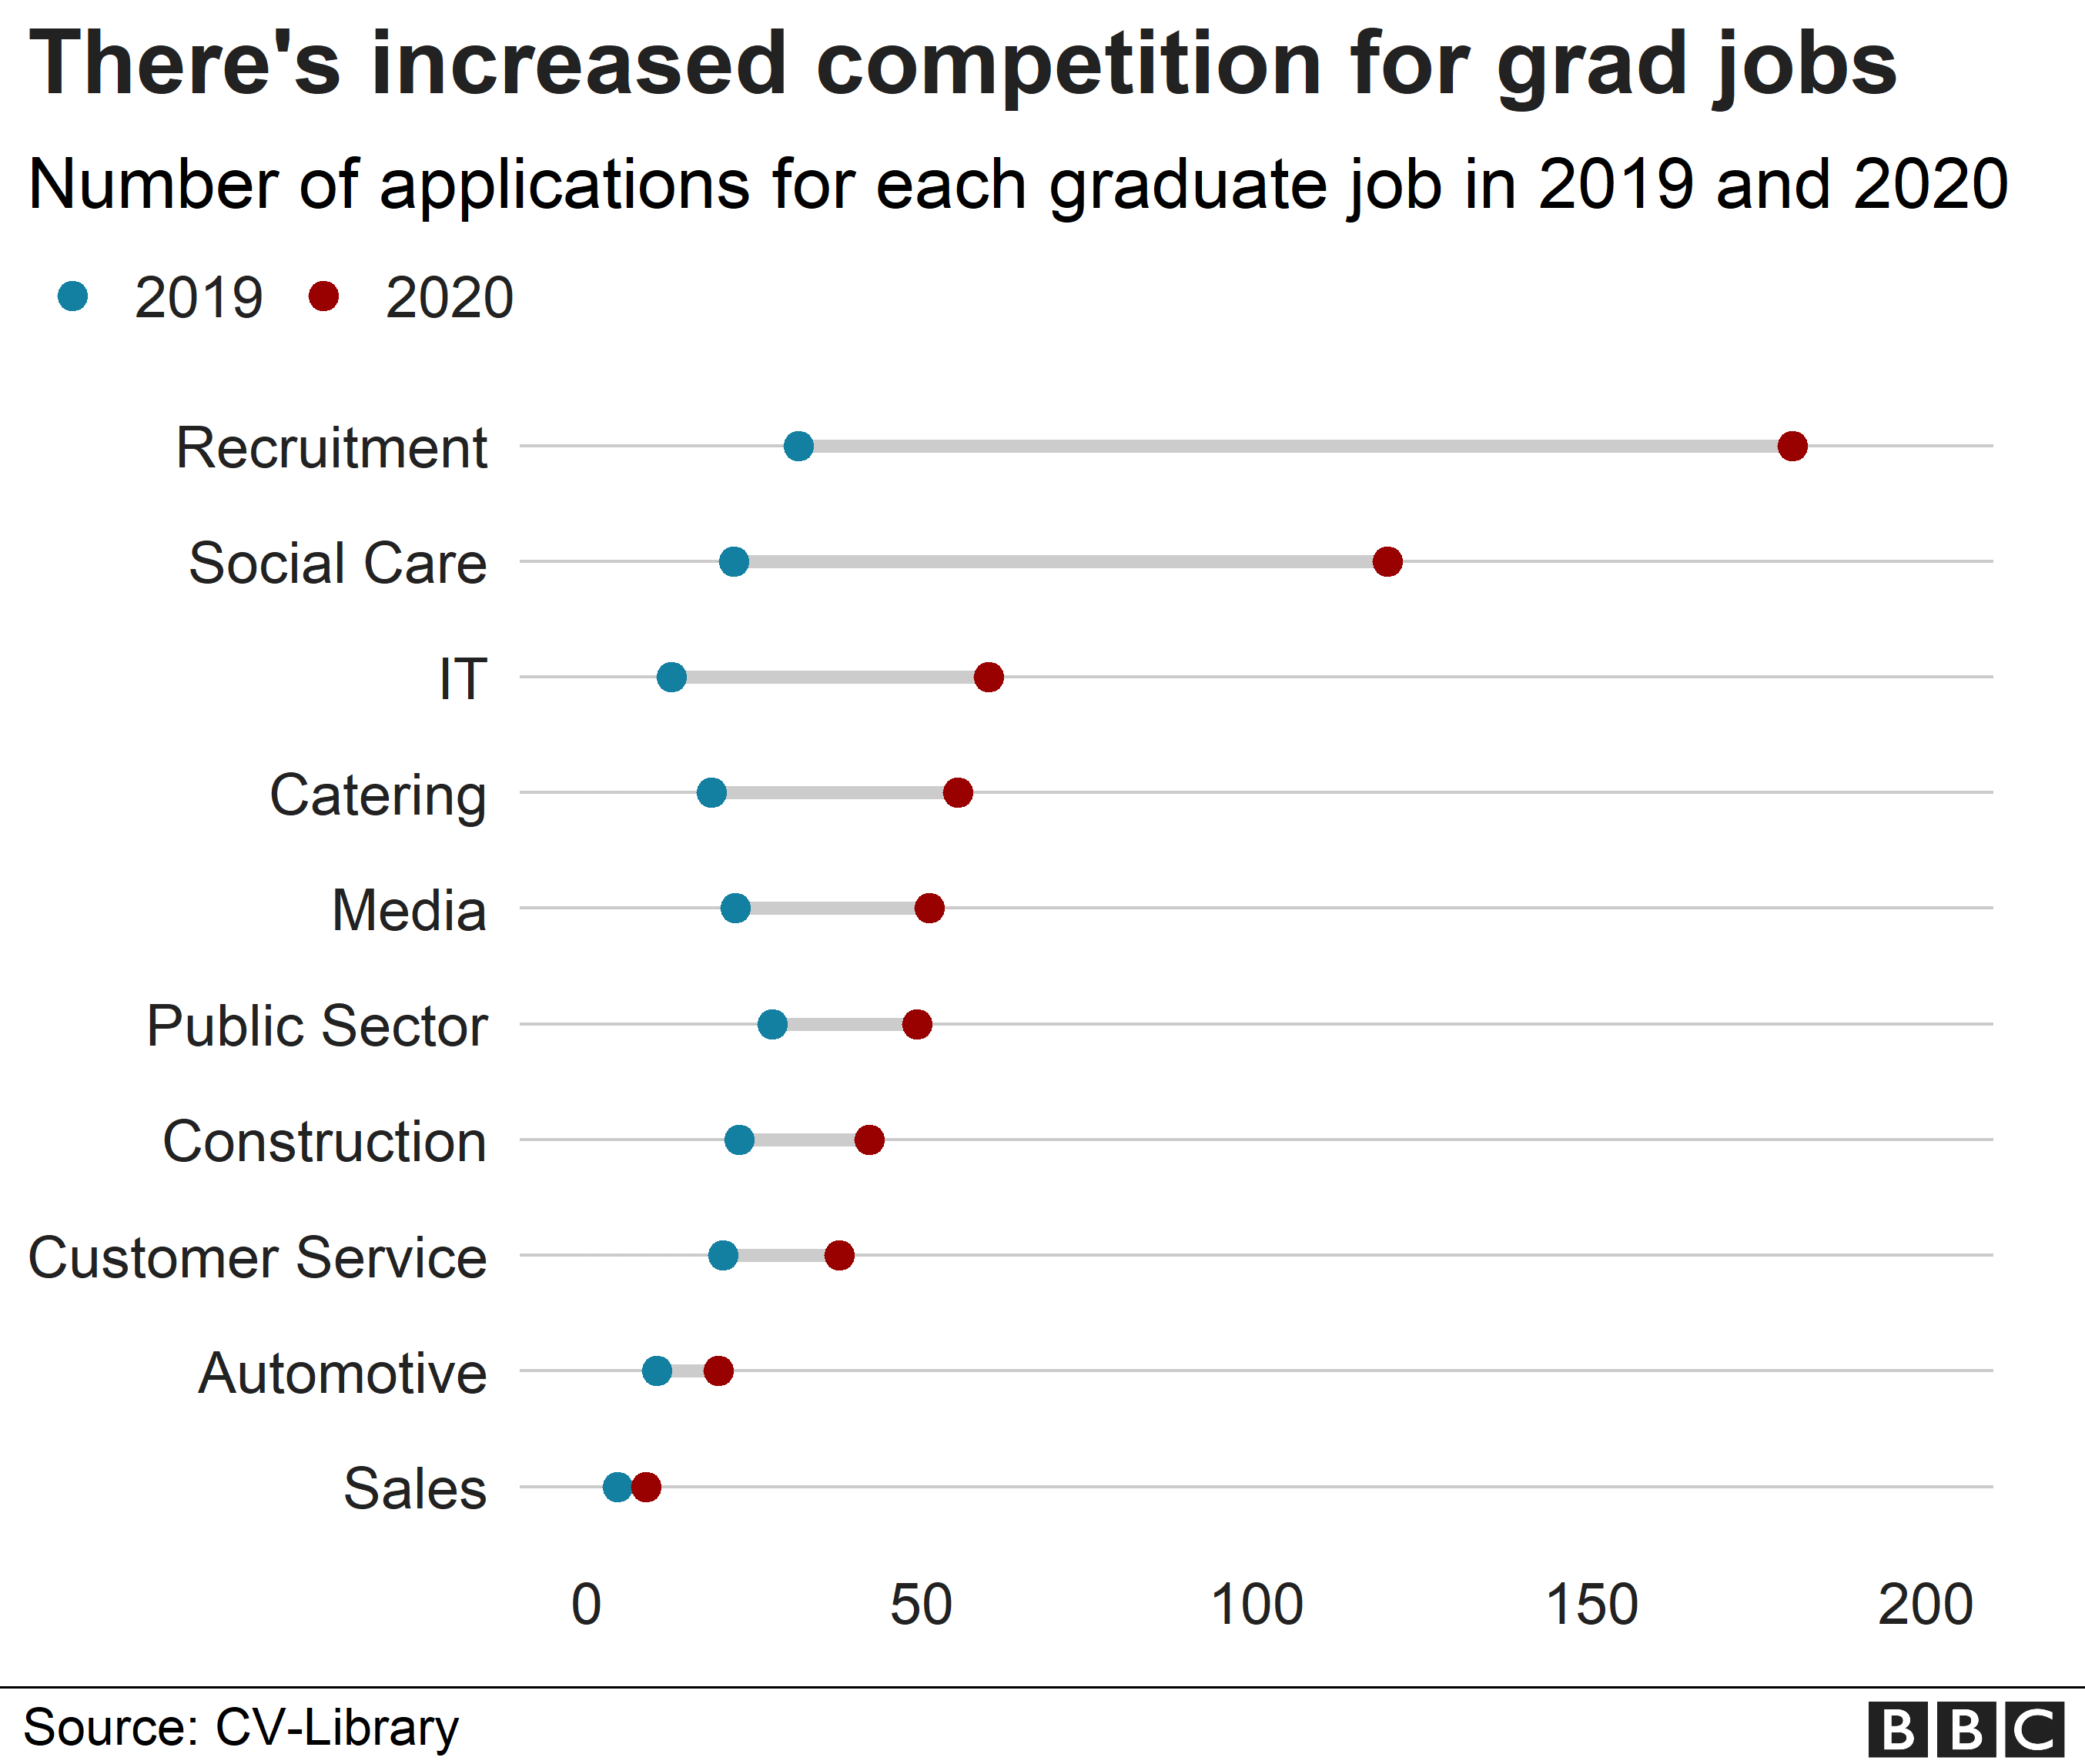 There's increased competition for grad jobs
Number of applications for each graduate job in 2019 and 2020
2019 2020
Recruitment
Social Care
IT
Catering
Media
Public Sector
Construction
Customer Service
Automotive
Sales
0 50 100 150 200
Source: CV-Library BBC